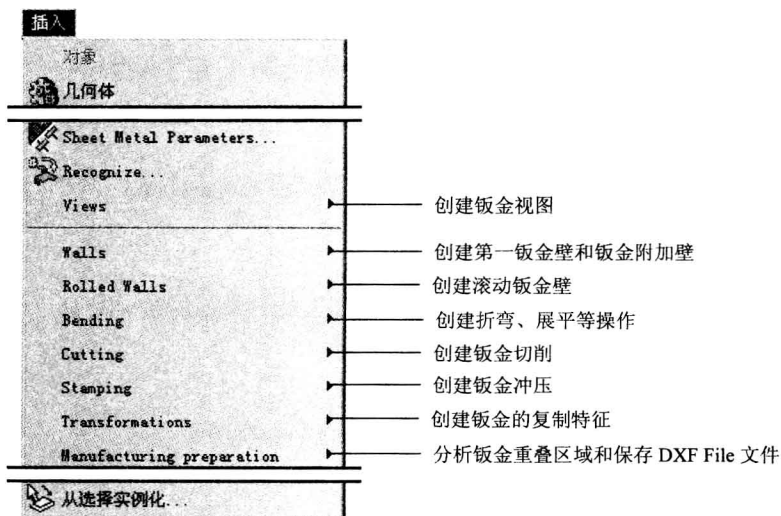 插入
对象
几何体
Sheet Metal Parameters...
Recognize...
Views 创建钣金视图
Walls 创建第一钣金壁和钣金附加壁
Rolled Walls 创建滚动钣金壁
Bending 创建折弯、展平等操作
Cutting 创建钣金切削
Stamping 创建钣金冲压
Transformations 创建钣金的复制特征
Manufacturing preparation 分析钣金重叠区域和保存 DXF File 文件
从选择实例化...